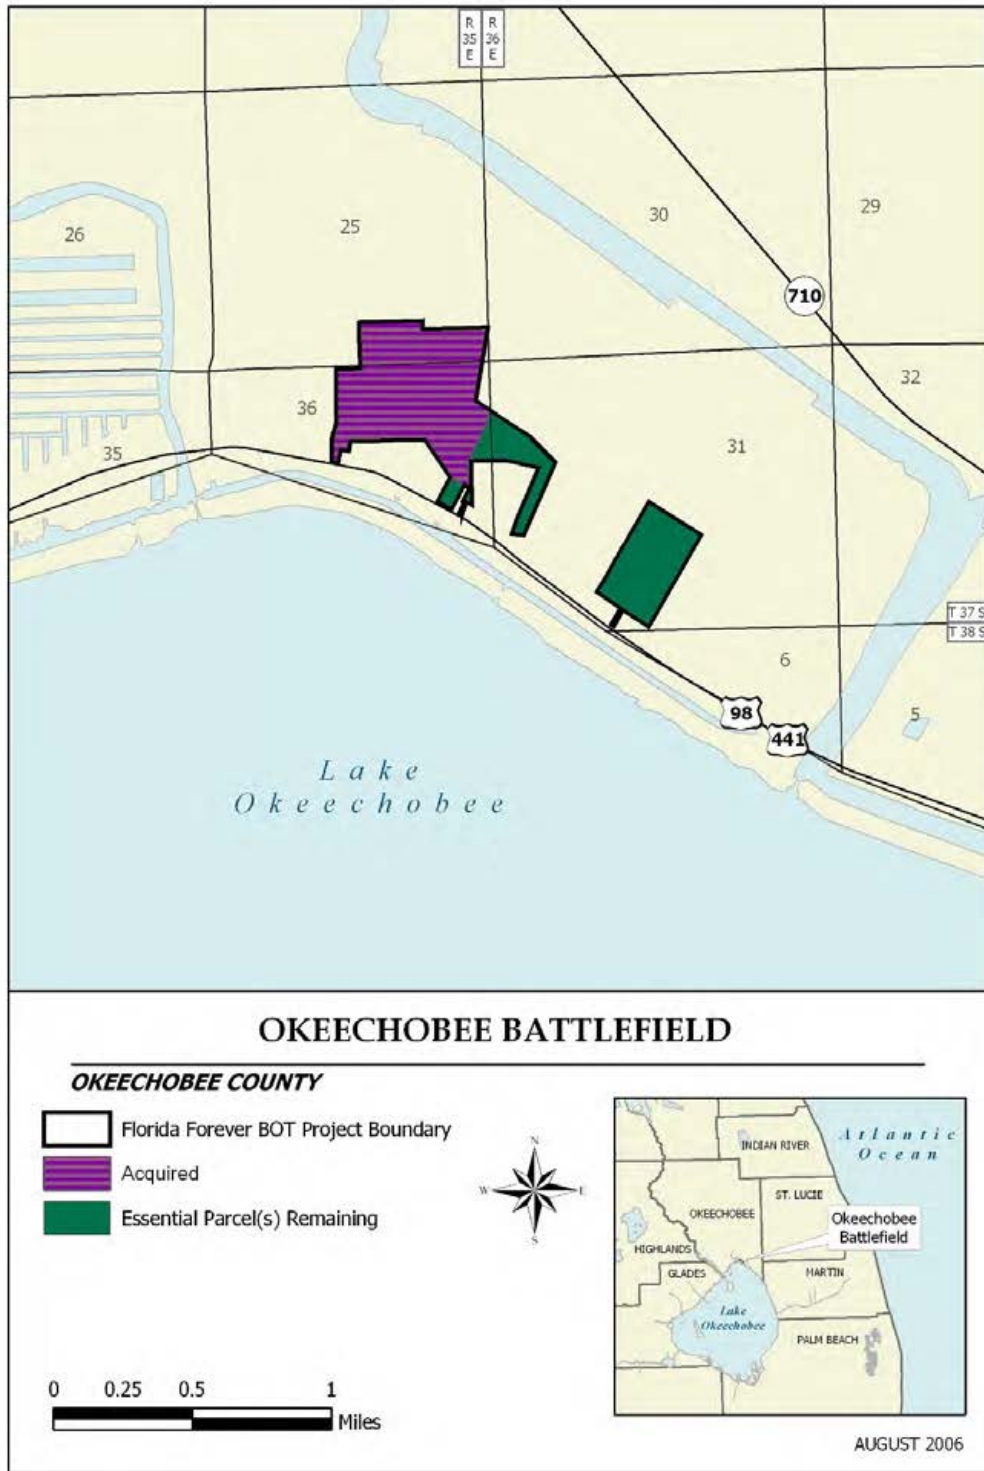 R
35
E
R
36
E
29
30
25
26
710
32
36
31
35
T 37 S
T 38 S
6
98
5
441
Lake
Okeechobee
OKEECHOBEE BATTLEFIELD
OKEECHOBEE COUNTY
Florida Forever BOT Project Boundary
Acquired
Essential Parcel(s) Remaining
N
W
E
S
0 0.25 0.5 1
Miles
Atlantic
Ocean
INDIAN RIVER
ST. LUCIE
OKEECHOBEE
Okeechobee
Battlefield
HIGHLANDS
GLADES
MARTIN
Lake
Okeechobee
PALM BEACH
AUGUST 2006